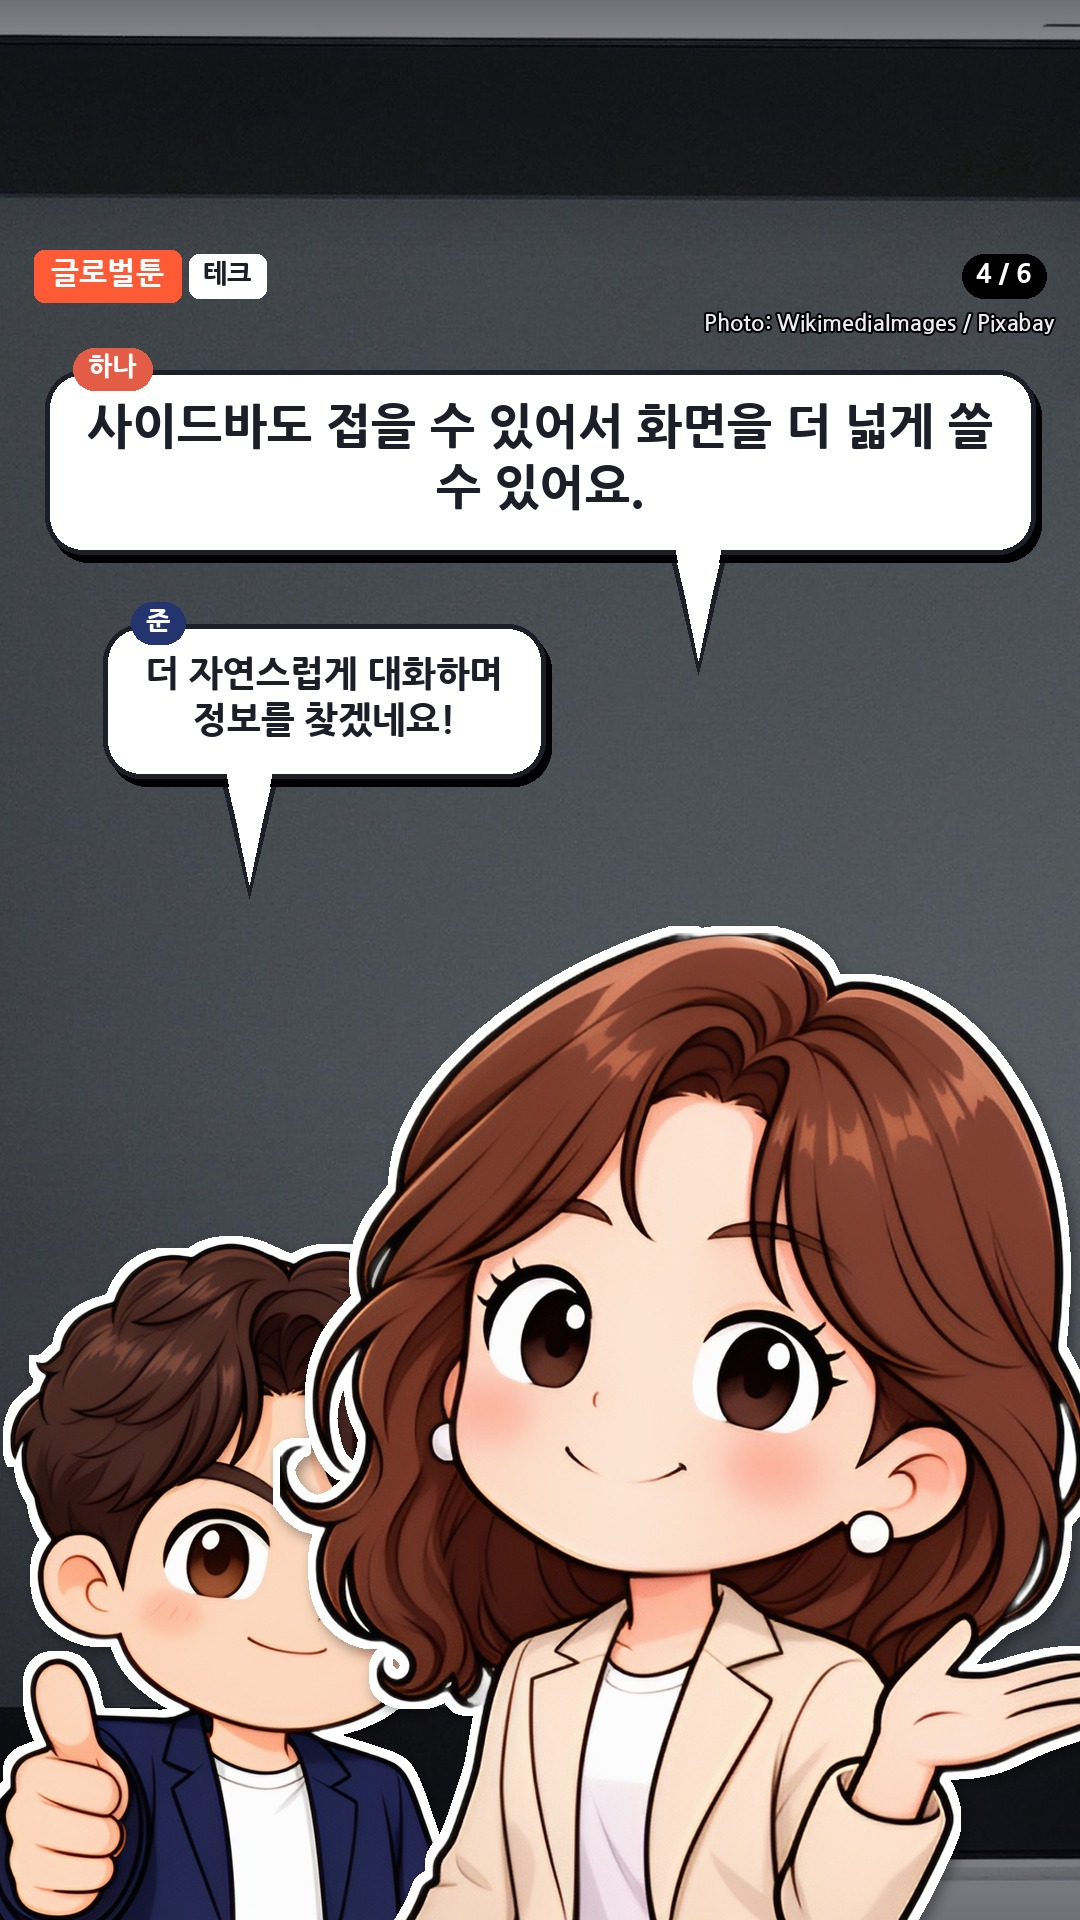 글로벌툰 테크 4 / 6
Photo: WikimediaImages / Pixabay
하나
사이드바도 접을 수 있어서 화면을 더 넓게 쓸
수 있어요.
준
더 자연스럽게 대화하며
정보를 찾겠네요!